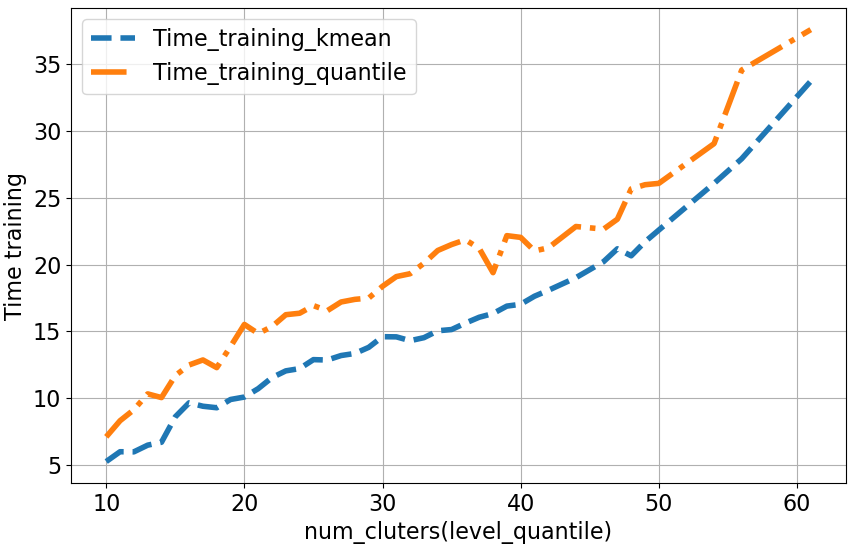 Time_training_kmean
Time_training_quantile
Time training
35
30
25
20
15
10
5
10 20 30 40 50 60
num_cluters(level_quantile)